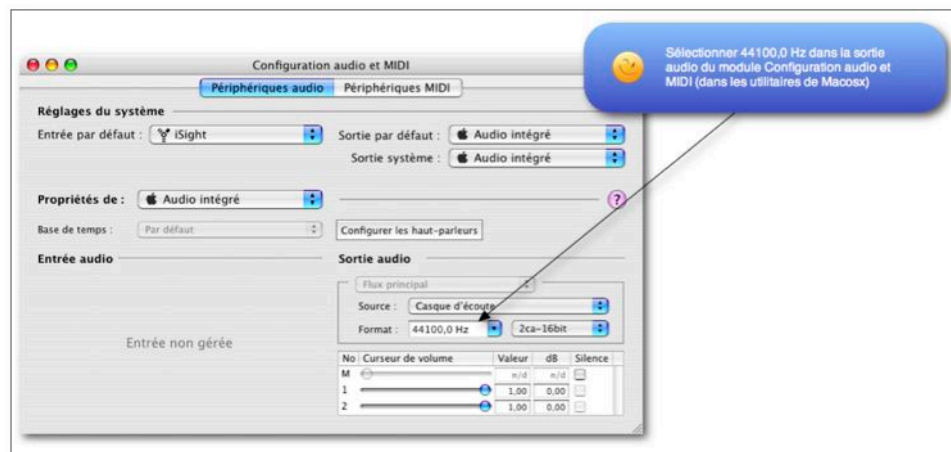 Sélectionner 44100,0 Hz dans la sortie
audio du module Configuration audio et
MIDI (dans les utilitaires de Macosx)
Configuration audio et MIDI
Périphériques audio Périphériques MIDI
Réglages du système
Entrée par défaut : iSight Sortie par défaut : Audio intégré
Sortie système : Audio intégré
Propriétés de : Audio intégré ?
Base de temps : Par défaut Configurer les haut-parleurs
Entrée audio Sortie audio
Flux principal
Source : Casque d'écoute
Format : 44100,0 Hz 2ca-16bit
Entrée non gérée
No Curseur de volume Valeur dB Silence
M n/d n/d
1 1,00 0,00
2 1,00 0,00